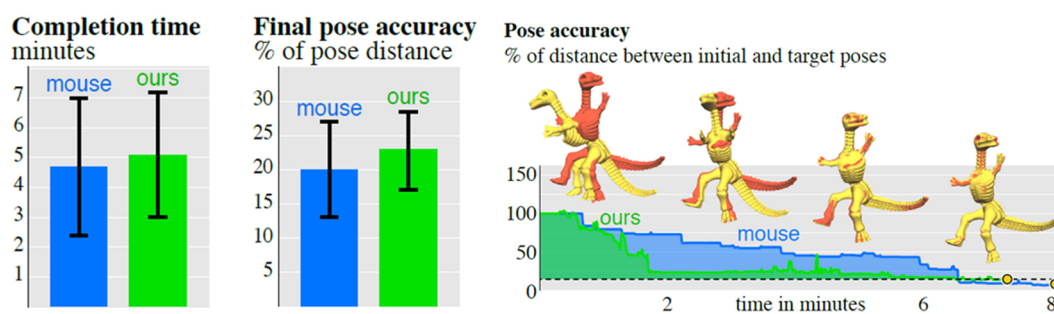 Completion time
minutes
mouse
ours
7
6
5
4
3
2
1
Final pose accuracy
% of pose distance
mouse
ours
30
25
20
15
10
5
Pose accuracy
% of distance between initial and target poses
150
100
50
0
ours
mouse
2
time in minutes
6
8